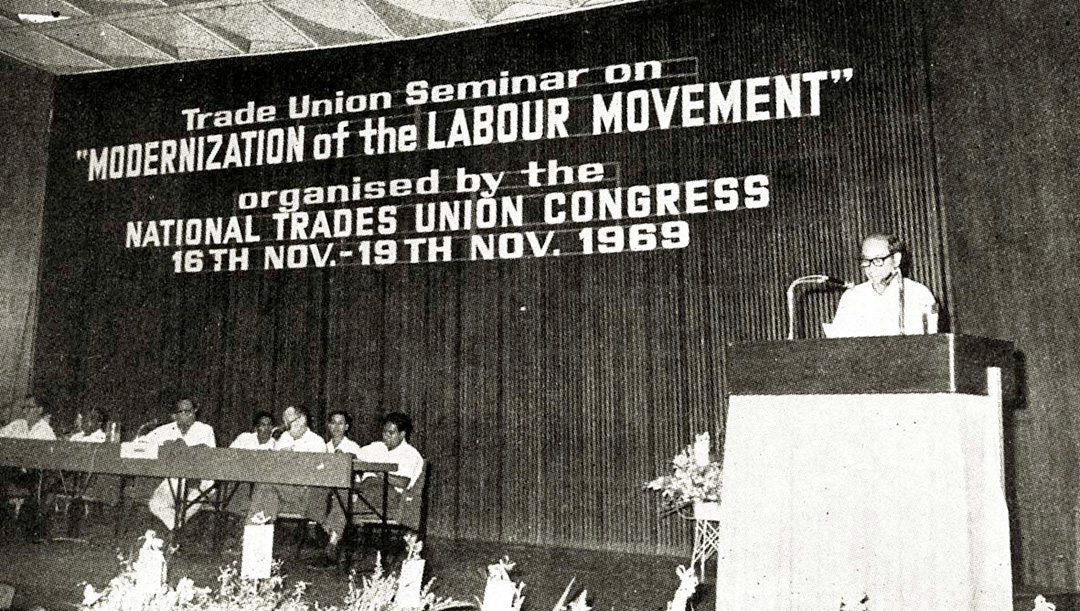 Trade Union Seminar on
"MODERNIZATION of the LABOUR MOVEMENT"
organised by the
NATIONAL TRADES UNION CONGRESS
16TH NOV.-19TH NOV. 1969